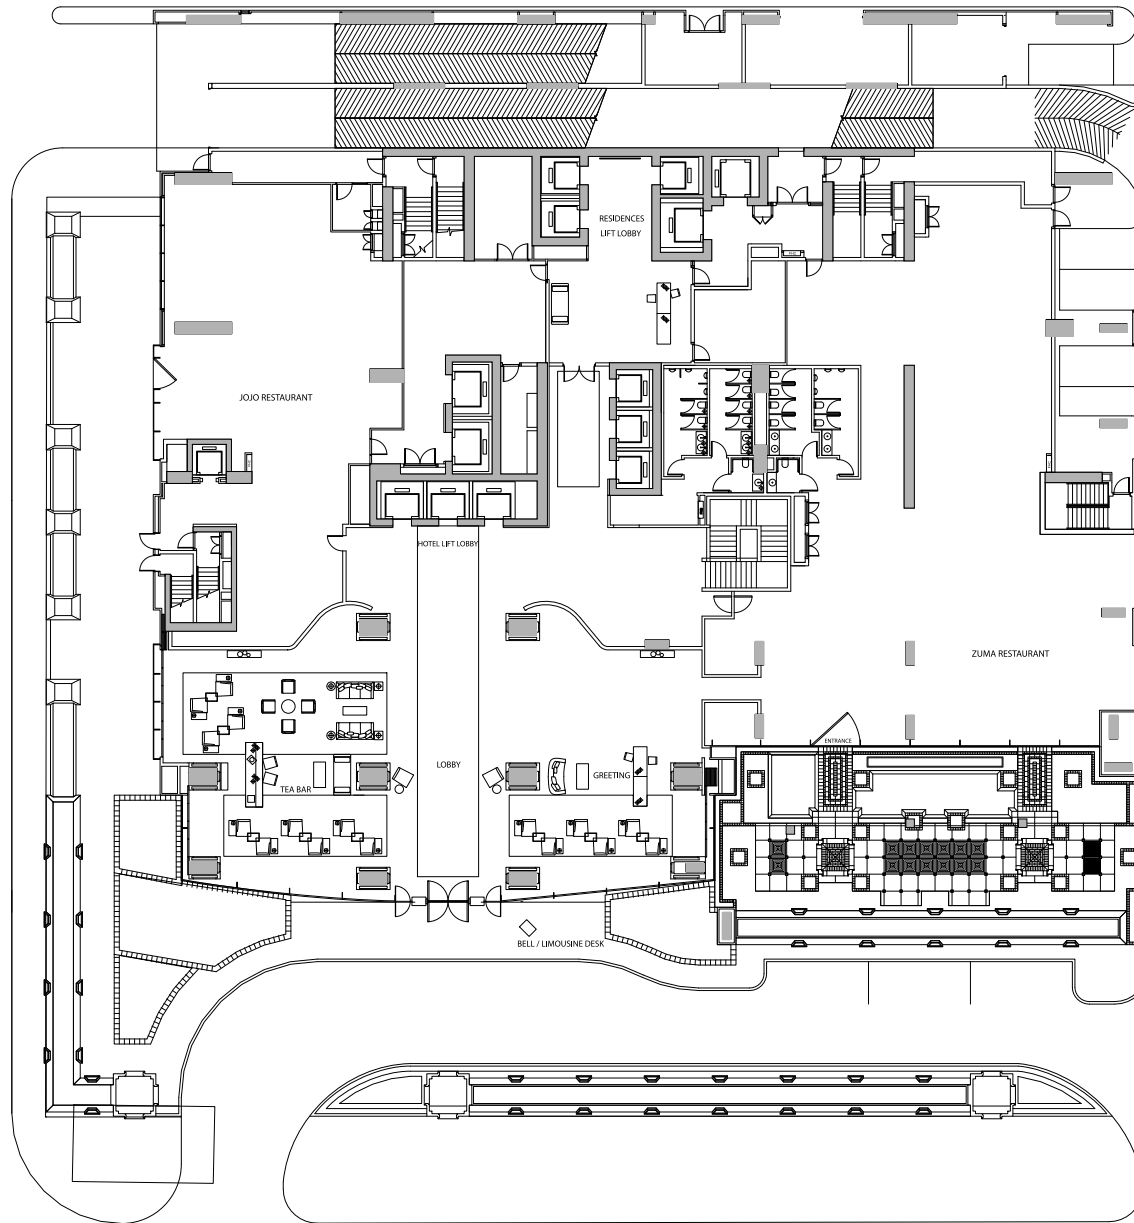 RESIDENCES
LIFT LOBBY
JOJO RESTAURANT
HOTEL LIFT LOBBY
ZUMA RESTAURANT
ENTRANCE
LOBBY
GREETING
TEA BAR
BELL / LIMOUSINE DESK